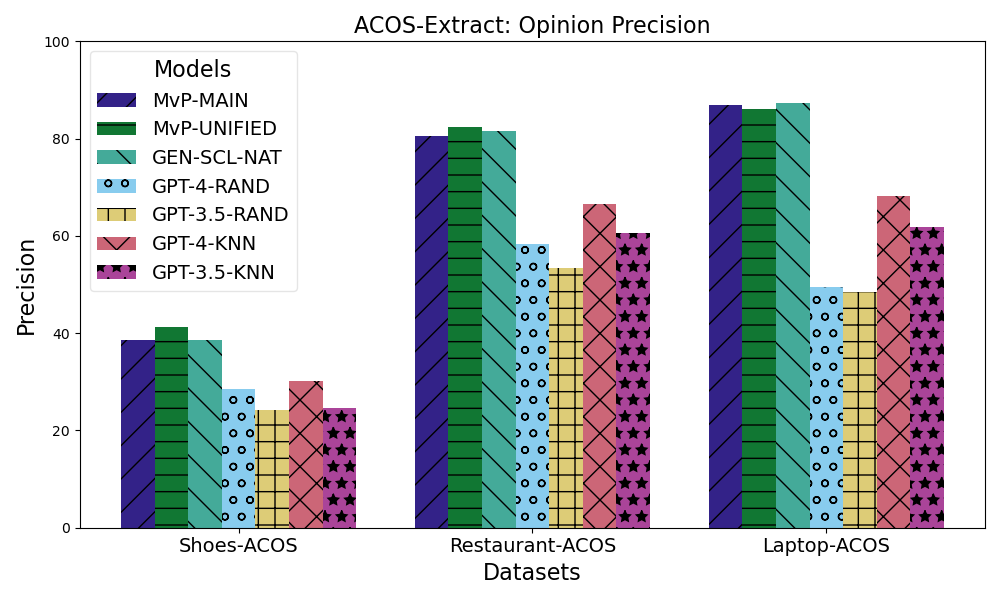 ACOS-Extract: Opinion Precision
Precision
100
80
60
40
20
0
Models
MvP-MAIN
MvP-UNIFIED
GEN-SCL-NAT
GPT-4-RAND
GPT-3.5-RAND
GPT-4-KNN
GPT-3.5-KNN
Shoes-ACOS
Restaurant-ACOS
Laptop-ACOS
Datasets